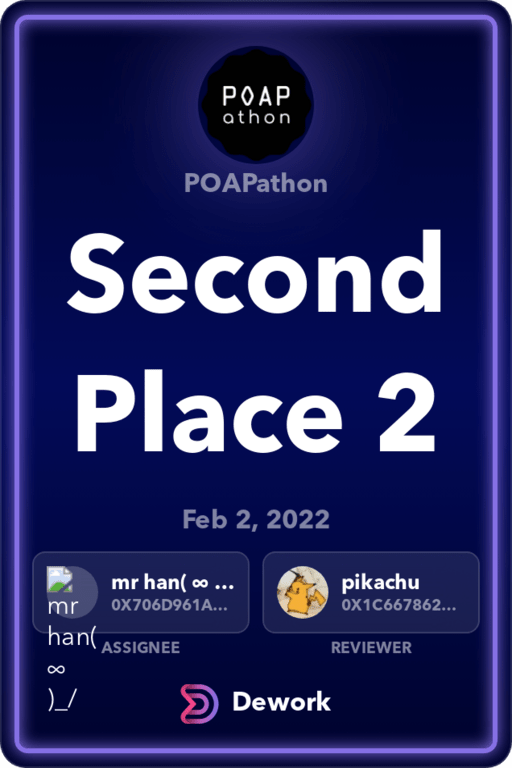 POAP
athon
POAPathon
Second
Place 2
Feb 2, 2022
mr han( ∞ ...
0X706D961A...
mr
han(
∞
)_/
ASSIGNEE
pikachu
0X1C667862...
REVIEWER
Dework